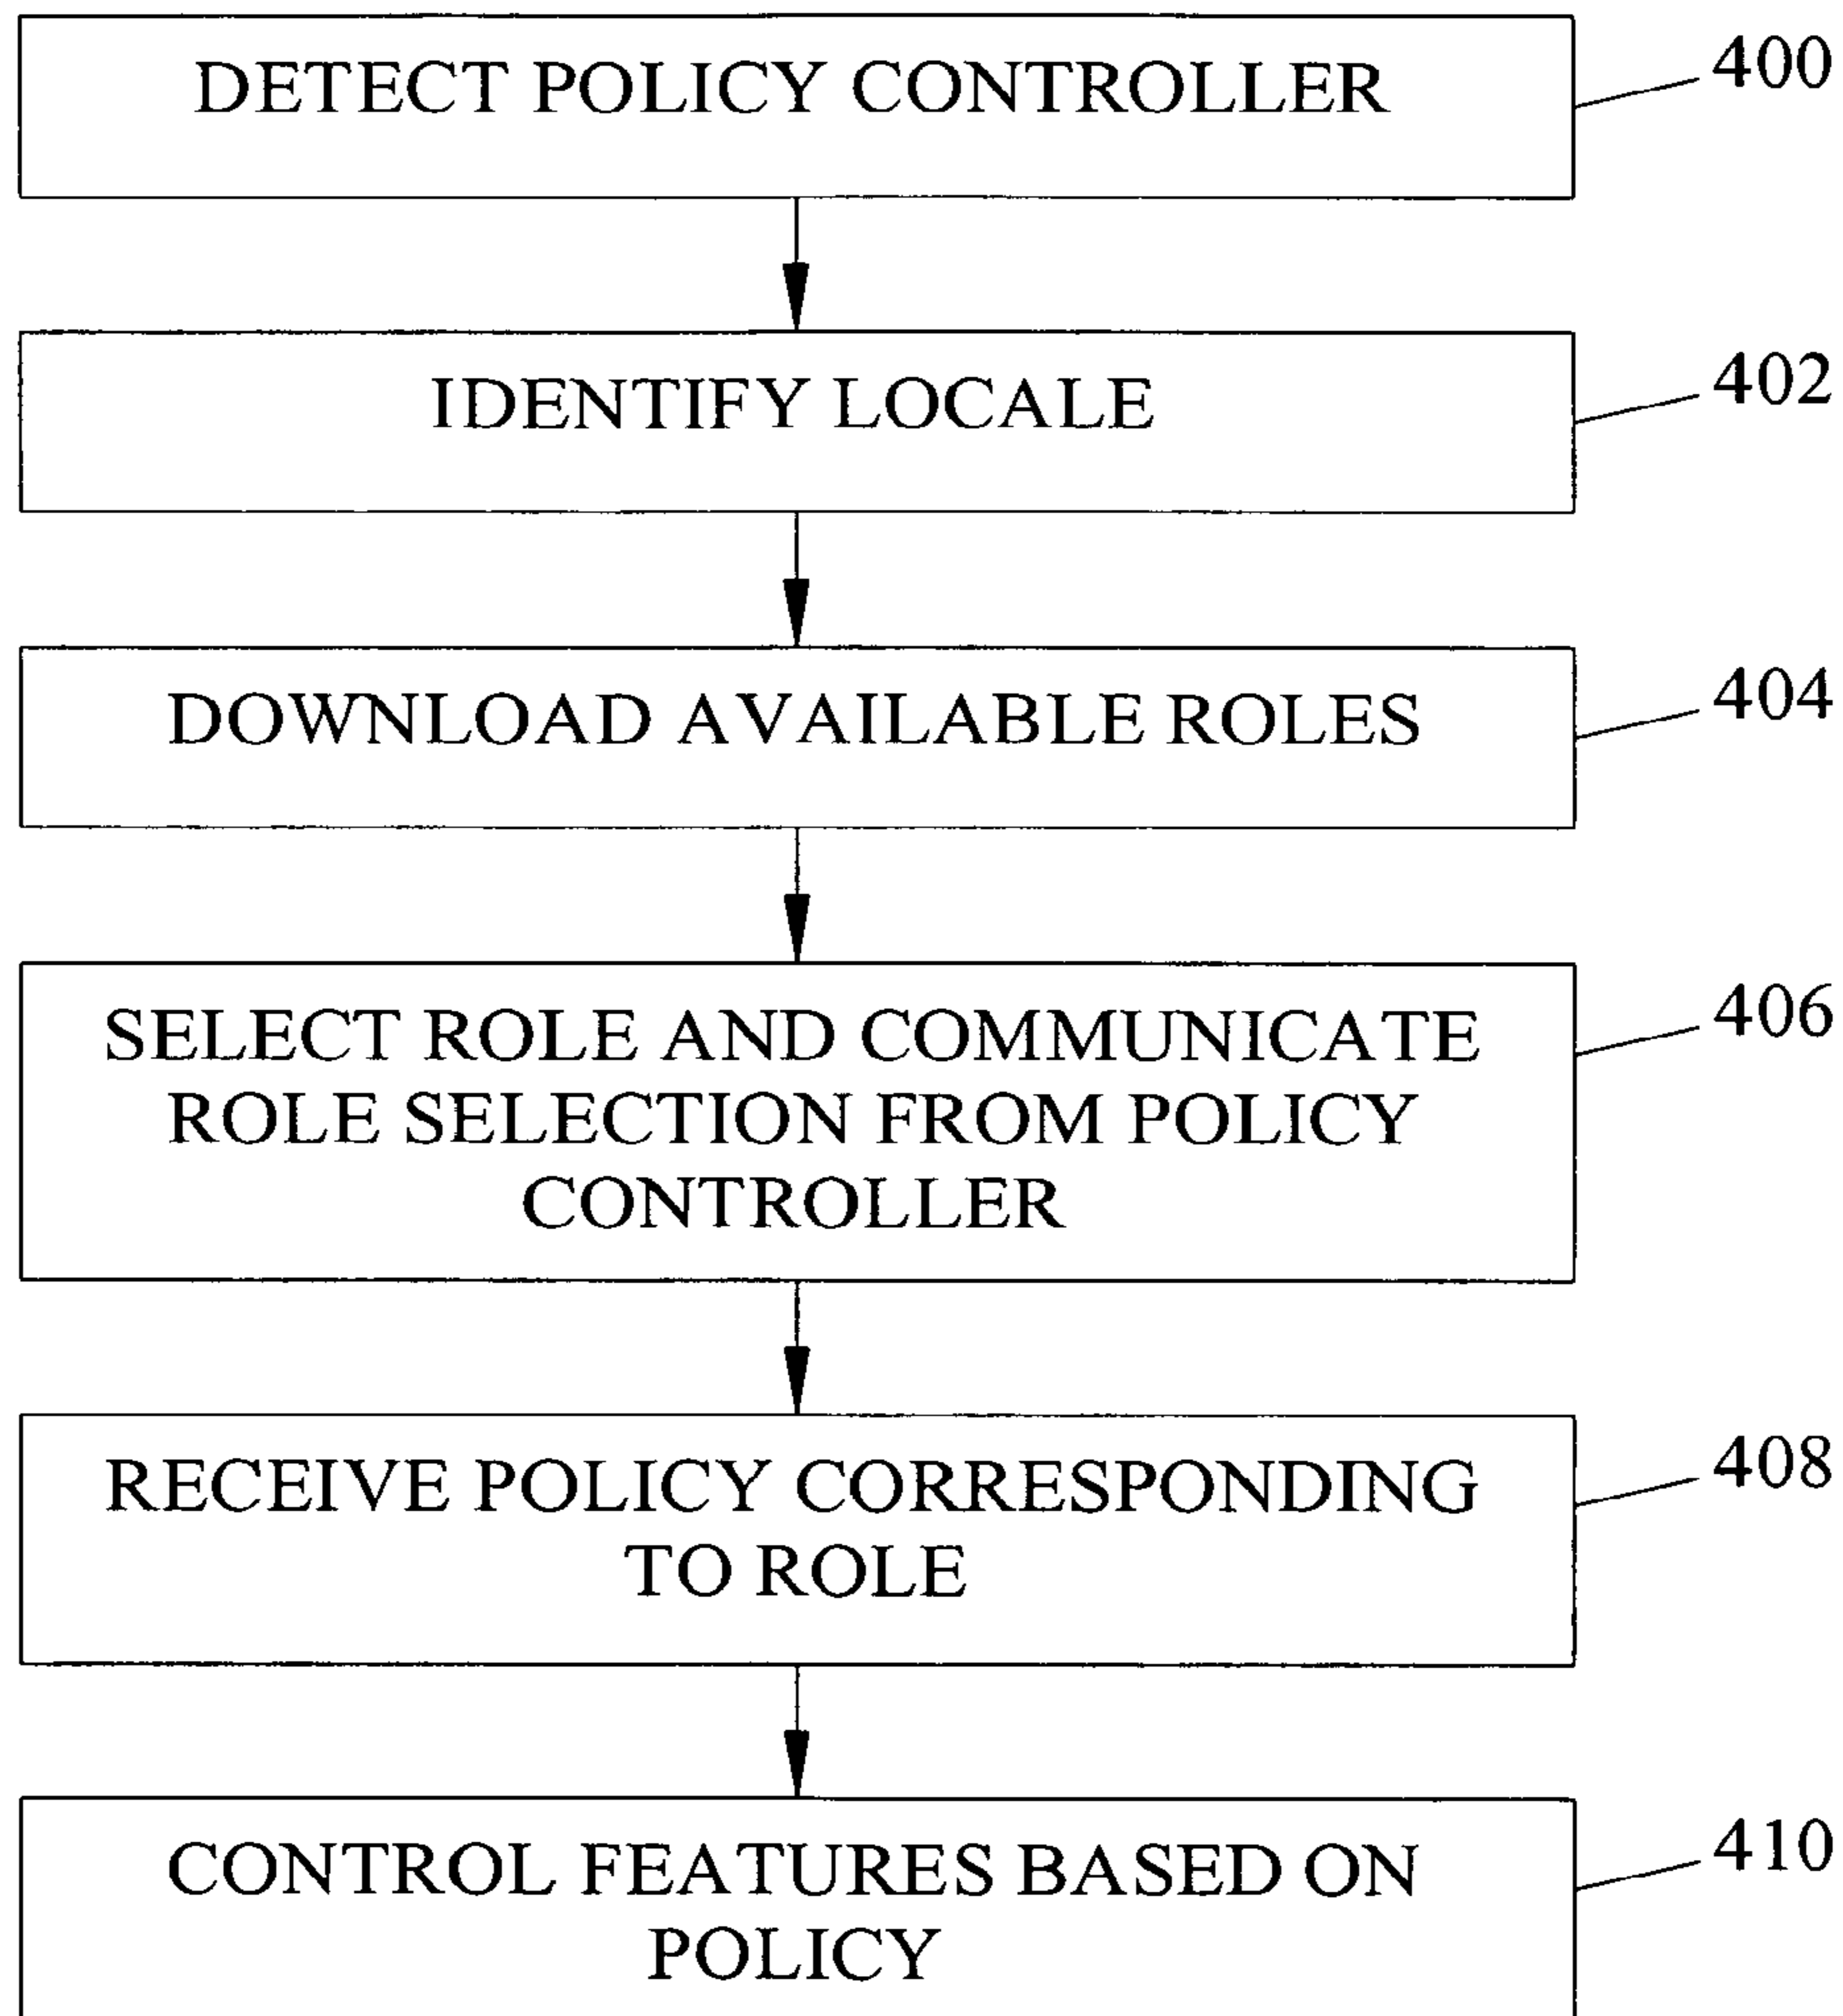 DETECT POLICY CONTROLLER
400
IDENTIFY LOCALE
402
DOWNLOAD AVAILABLE ROLES
404
SELECT ROLE AND COMMUNICATE
ROLE SELECTION FROM POLICY
CONTROLLER
406
RECEIVE POLICY CORRESPONDING
TO ROLE
408
CONTROL FEATURES BASED ON
POLICY
410